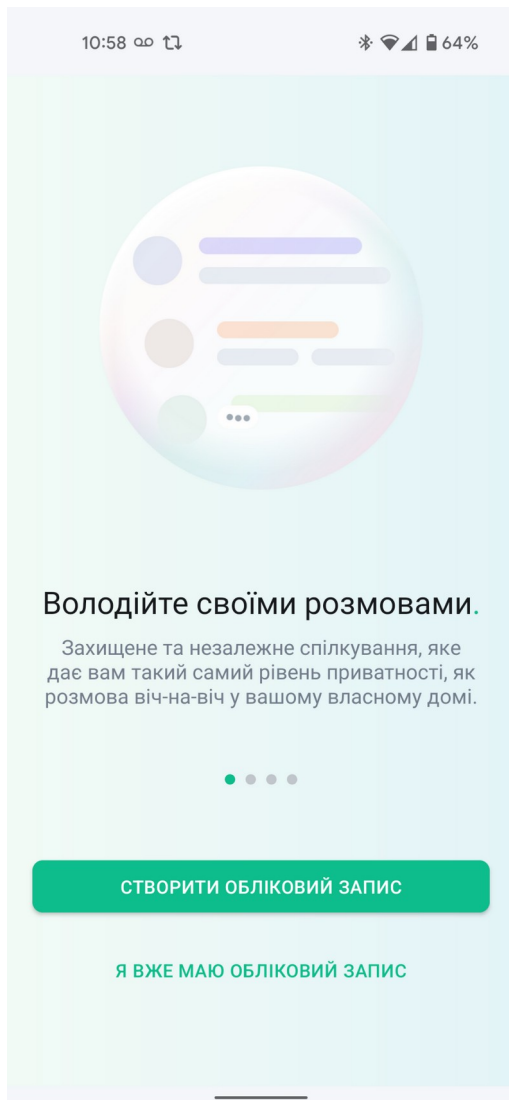 10:58 64%
Володійте своїми розмовами.
Захищене та незалежне спілкування, яке
дає вам такий самий рівень приватності, як
розмова віч-на-віч у вашому власному домі.
СТВОРИТИ ОБЛІКОВИЙ ЗАПИС
Я ВЖЕ МАЮ ОБЛІКОВИЙ ЗАПИС